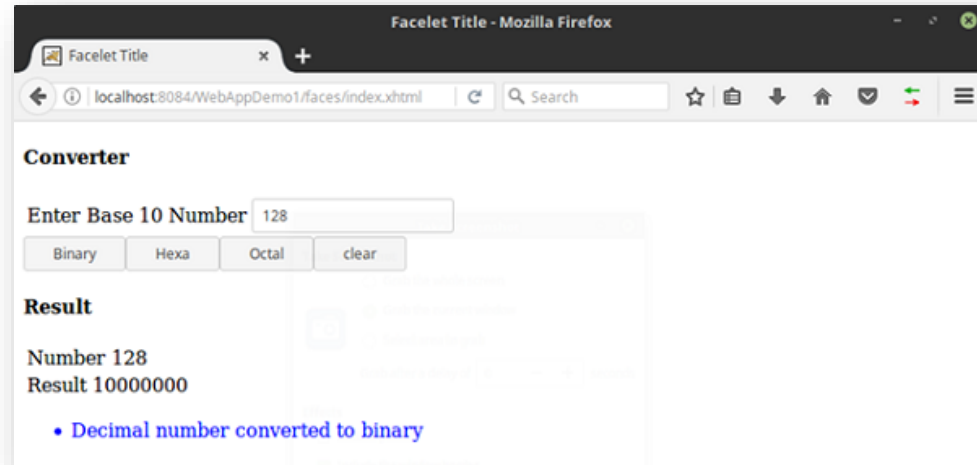 Facelet Title - Mozilla Firefox
Facelet Title
localhost:8084/WebAppDemo1/faces/index.xhtml
Search
Converter
Enter Base 10 Number 128
Binary Hexa Octal clear
Result
Number 128
Result 10000000
• Decimal number converted to binary